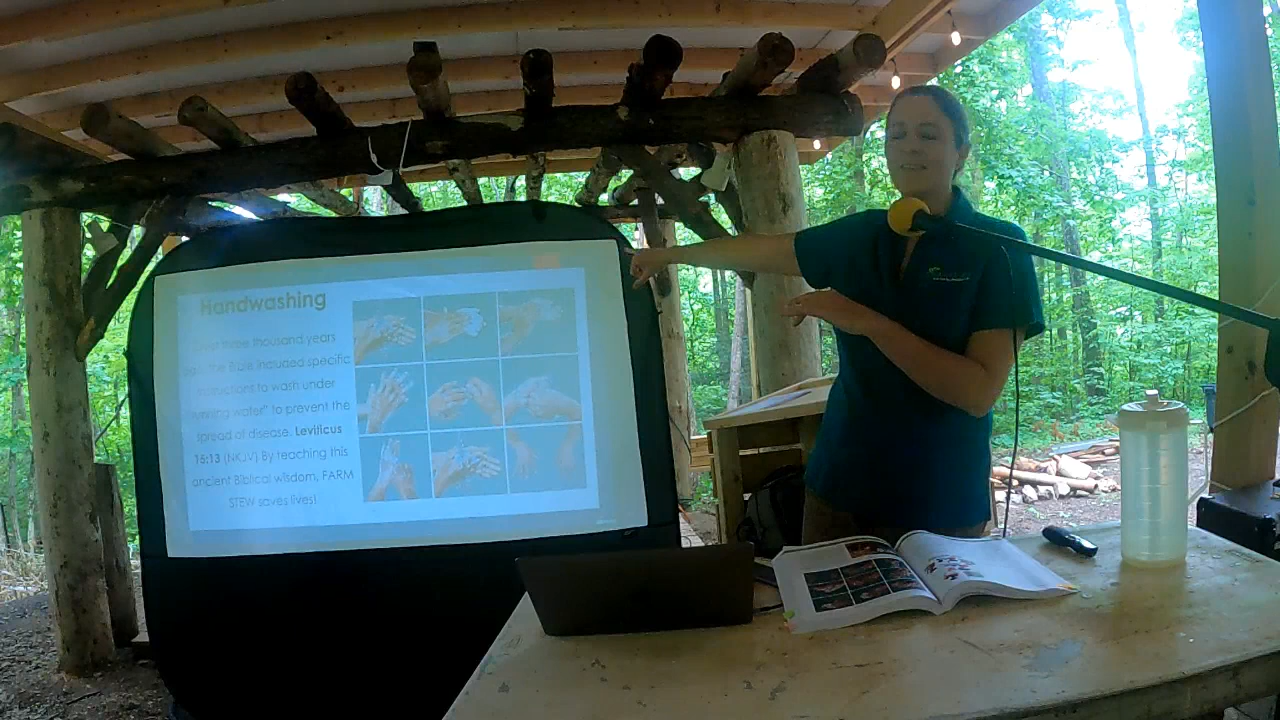 Handwashing
three thousand years
the Bible included specific
instructions to wash under
running water" to prevent the
spread of disease. Leviticus
15:13 (NKJV) By teaching this
ancient Biblical wisdom, FARM
STEW saves lives!